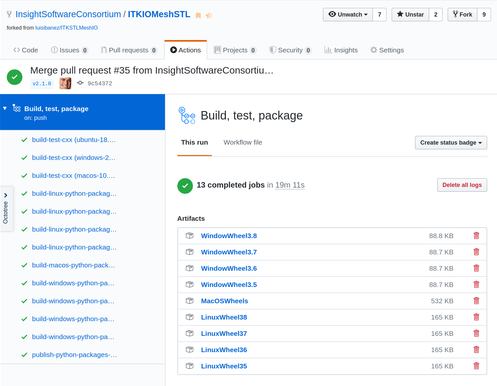 InsightSoftwareConsortium / ITKIOMeshSTL
forked from luisibanez/ITKSTLMeshIO
Unwatch 7 Unstar 2 Fork 9
Code Issues 0 Pull requests 0 Actions Projects 0 Security 0 Insights Settings
Merge pull request #35 from InsightSoftwareConsortiu...
v2.1.0 9c54372
Build, test, package
on: push
build-test-cxx (ubuntu-18....
build-test-cxx (windows-2...
build-test-cxx (macos-10....
build-linux-python-packag...
build-linux-python-packag...
build-linux-python-packag...
build-linux-python-packag...
build-macos-python-pack...
build-windows-python-pa...
build-windows-python-pa...
build-windows-python-pa...
build-windows-python-pa...
publish-python-packages-...
Octotree
Build, test, package
This run Workflow file
Create status badge
13 completed jobs in 19m 11s
Delete all logs
Artifacts
WindowWheel3.8 88.8 KB
WindowWheel3.7 88.7 KB
WindowWheel3.6 88.7 KB
WindowWheel3.5 88.7 KB
MacOSWheels 532 KB
LinuxWheel38 165 KB
LinuxWheel37 165 KB
LinuxWheel36 165 KB
LinuxWheel35 165 KB